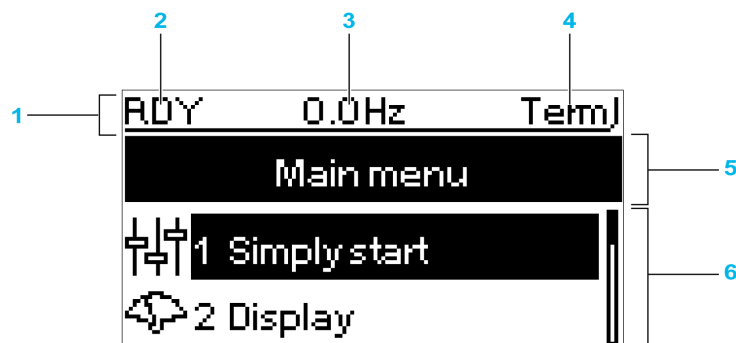 2 3 4
1 RDY 0.0Hz Term
Main menu 5
1 Simply start
6
2 Display